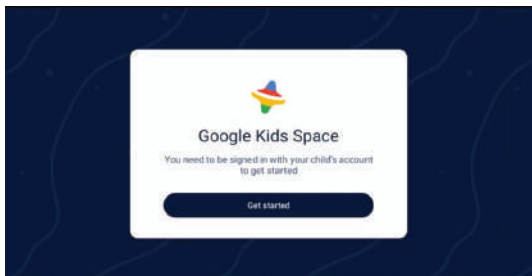 Google Kids Space
You need to be signed in with your child's account
to get started
Get started